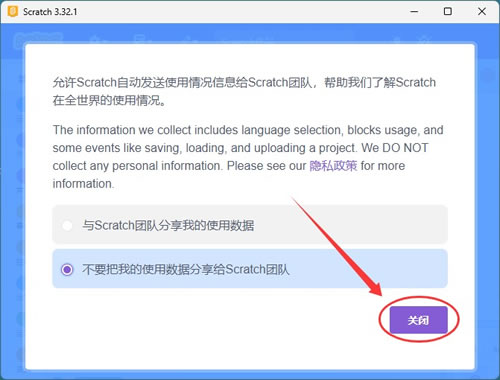 Scratch 3.32.1
允许Scratch自动发送使用情况信息给Scratch团队，帮助我们了解Scratch
在全世界的使用情况。
The information we collect includes language selection, blocks usage, and
some events like saving, loading, and uploading a project. We DO NOT
collect any personal information. Please see our 隐私政策 for more
information.
与Scratch团队分享我的使用数据
不要把我的使用数据分享给Scratch团队
关闭